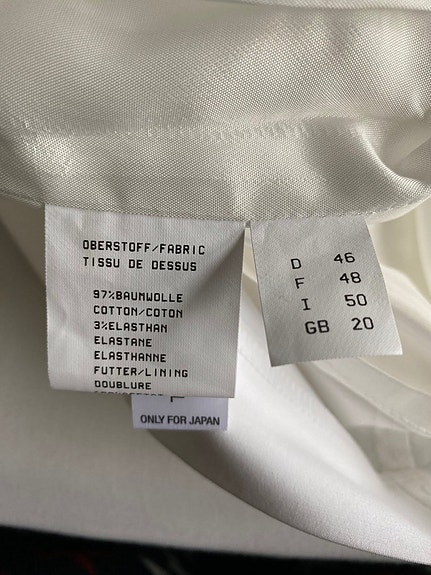 OBERSTOFF/FABRIC
TISSU DE DESSUS
97%BAUMWOLLE
COTTON/COTON
3%ELASTHAN
ELASTANE
ELASTHANNE
FUTTER/LINING
DOUBLURE
ONLY FOR JAPAN
D 46
F 48
I 50
GB 20